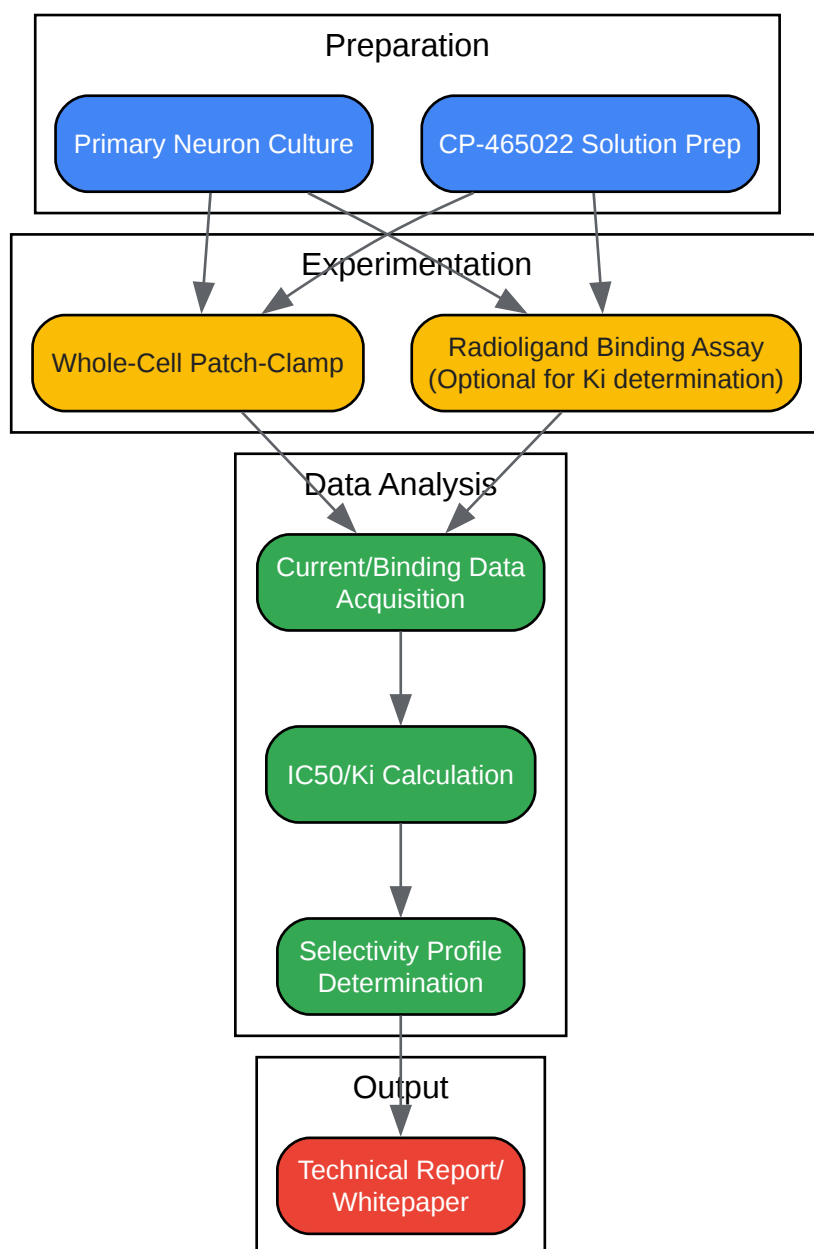 Preparation
Primary Neuron Culture
CP-465022 Solution Prep
Experimentation
Whole-Cell Patch-Clamp
Radioligand Binding Assay
(Optional for Ki determination)
Data Analysis
Current/Binding Data
Acquisition
IC50/Ki Calculation
Selectivity Profile
Determination
Output
Technical Report/
Whitepaper